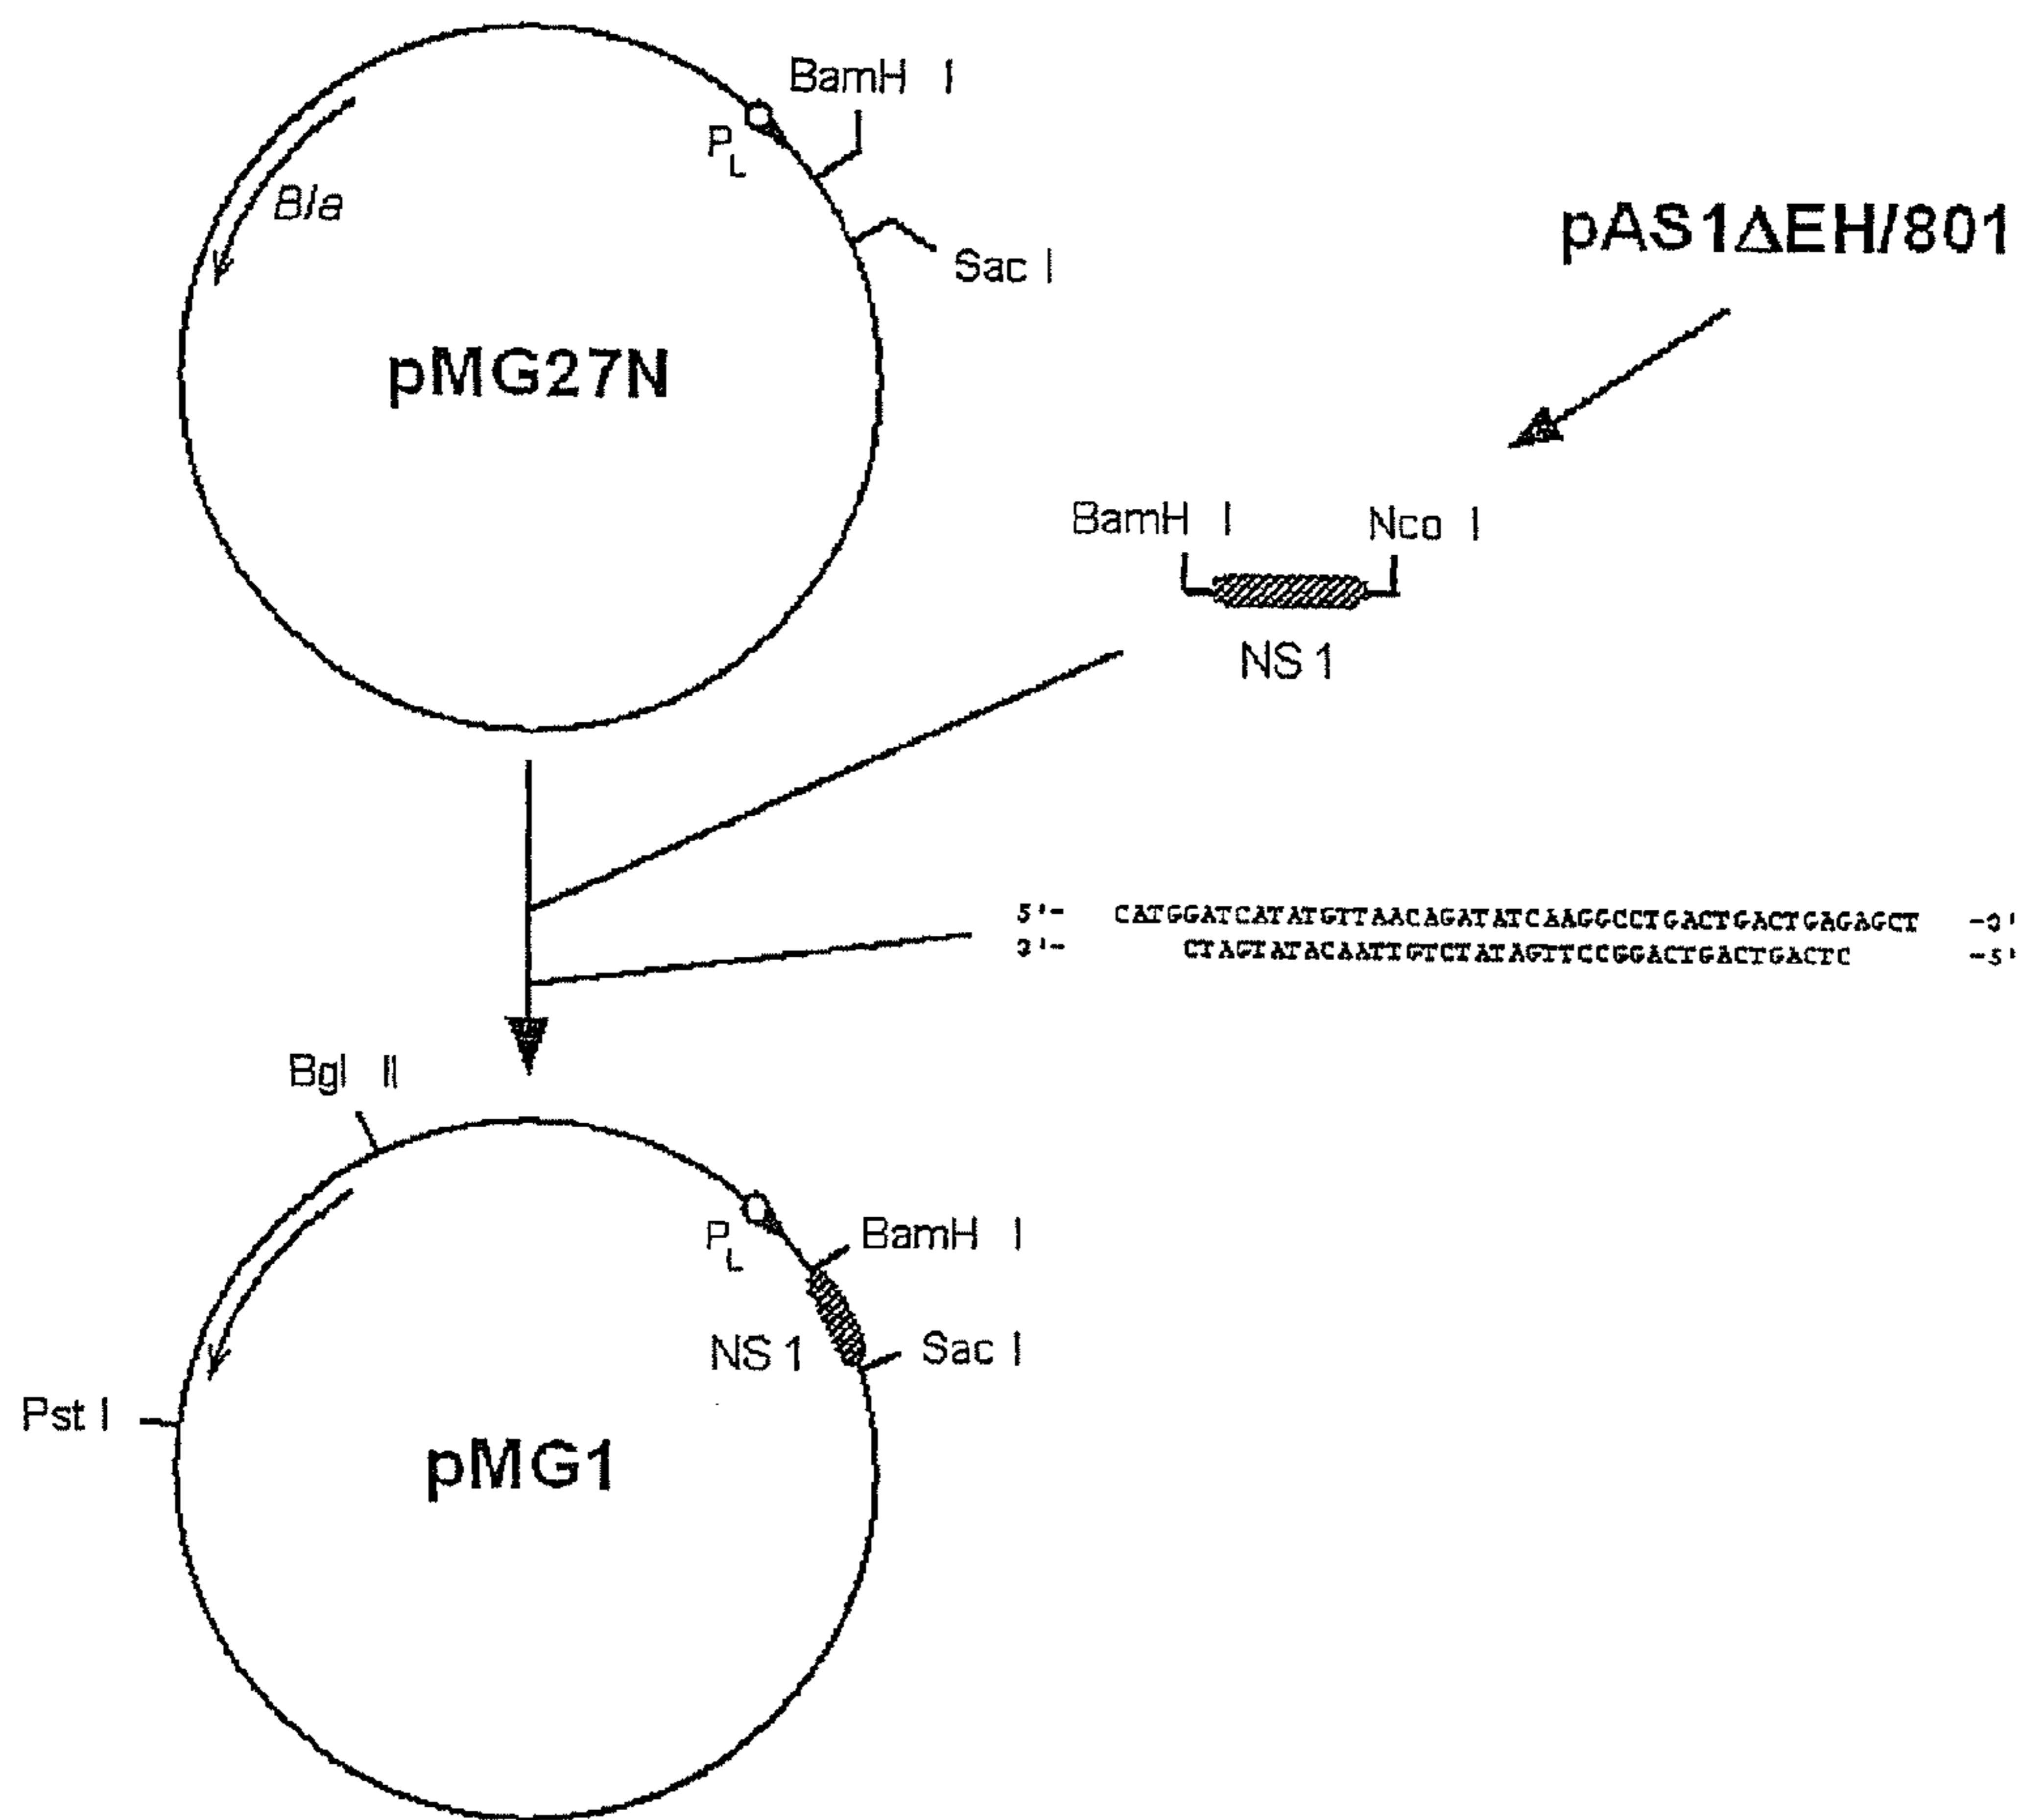 BamH I
P_L
Bla
Sac I
pMG27N
pAS1ΔEH/801
BamH I
Nco I
NS1
5'- CATGGATCATATGTTAACAGATATCAAGGCCTGACTGACTGAGAGCT -3'
3'- CTAGTATACAATTGTCTATAGTTCCGGACTGACTGACTC -5'
Bgl II
P_L
BamH I
NS1
Sac I
Pst I
pMG1